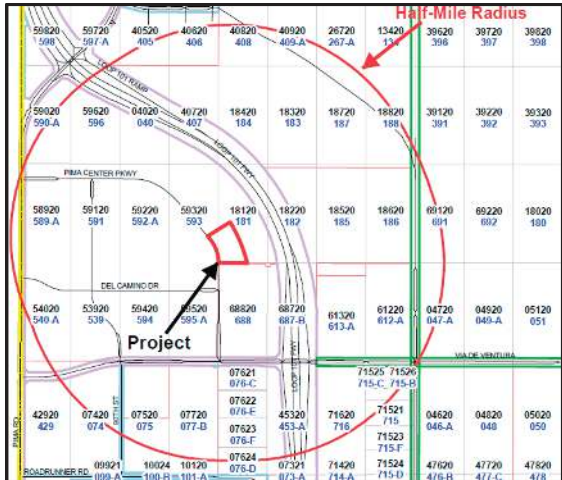 Half-Mile Radius
59820 59720 40520 40620 40820 40920 26720 13420 39620 39720 39820
598 597-A 405 406 408 409-A 267-A 134 396 397 398
LOOP 101 RAMP
59020 59620 04020 40720 18420 18320 18720 18820 39120 39220 39320
590-A 596 040 407 184 183 187 188 391 392 393
LOOP 101 FWY
PIMA CENTER PKWY
58920 59120 59220 59320 18120 18220 18520 18620 69120 69220 18020
589-A 591 592-A 593 181 182 185 186 691 692 180
DEL CAMINO DR
54020 53920 59420 59520 68820 68720 61320 61220 04720 04920 05120
540-A 539 594 595-A 688 687-B 613-A 612-A 047-A 049-A 051
Project
LOOP 101 FWY
VIA DE VENTURA
07621 71525 71526
076-C 715-C 715-B
07622
076-E
42920 07420 07520 07720 07623 45320 71620 71521 04620 04820 05020
429 074 075 077-B 076-F 453-A 716 715 046-A 048 050
71523
715-F
PIMA RD
90TH ST
07624 71524
076-D 715-D
ROADRUNNER RD
09921 10024 10120 07321 71420 47620 47720 47820
099-A 100-B 101-A 073-A 714-A 476-B 477-C 478